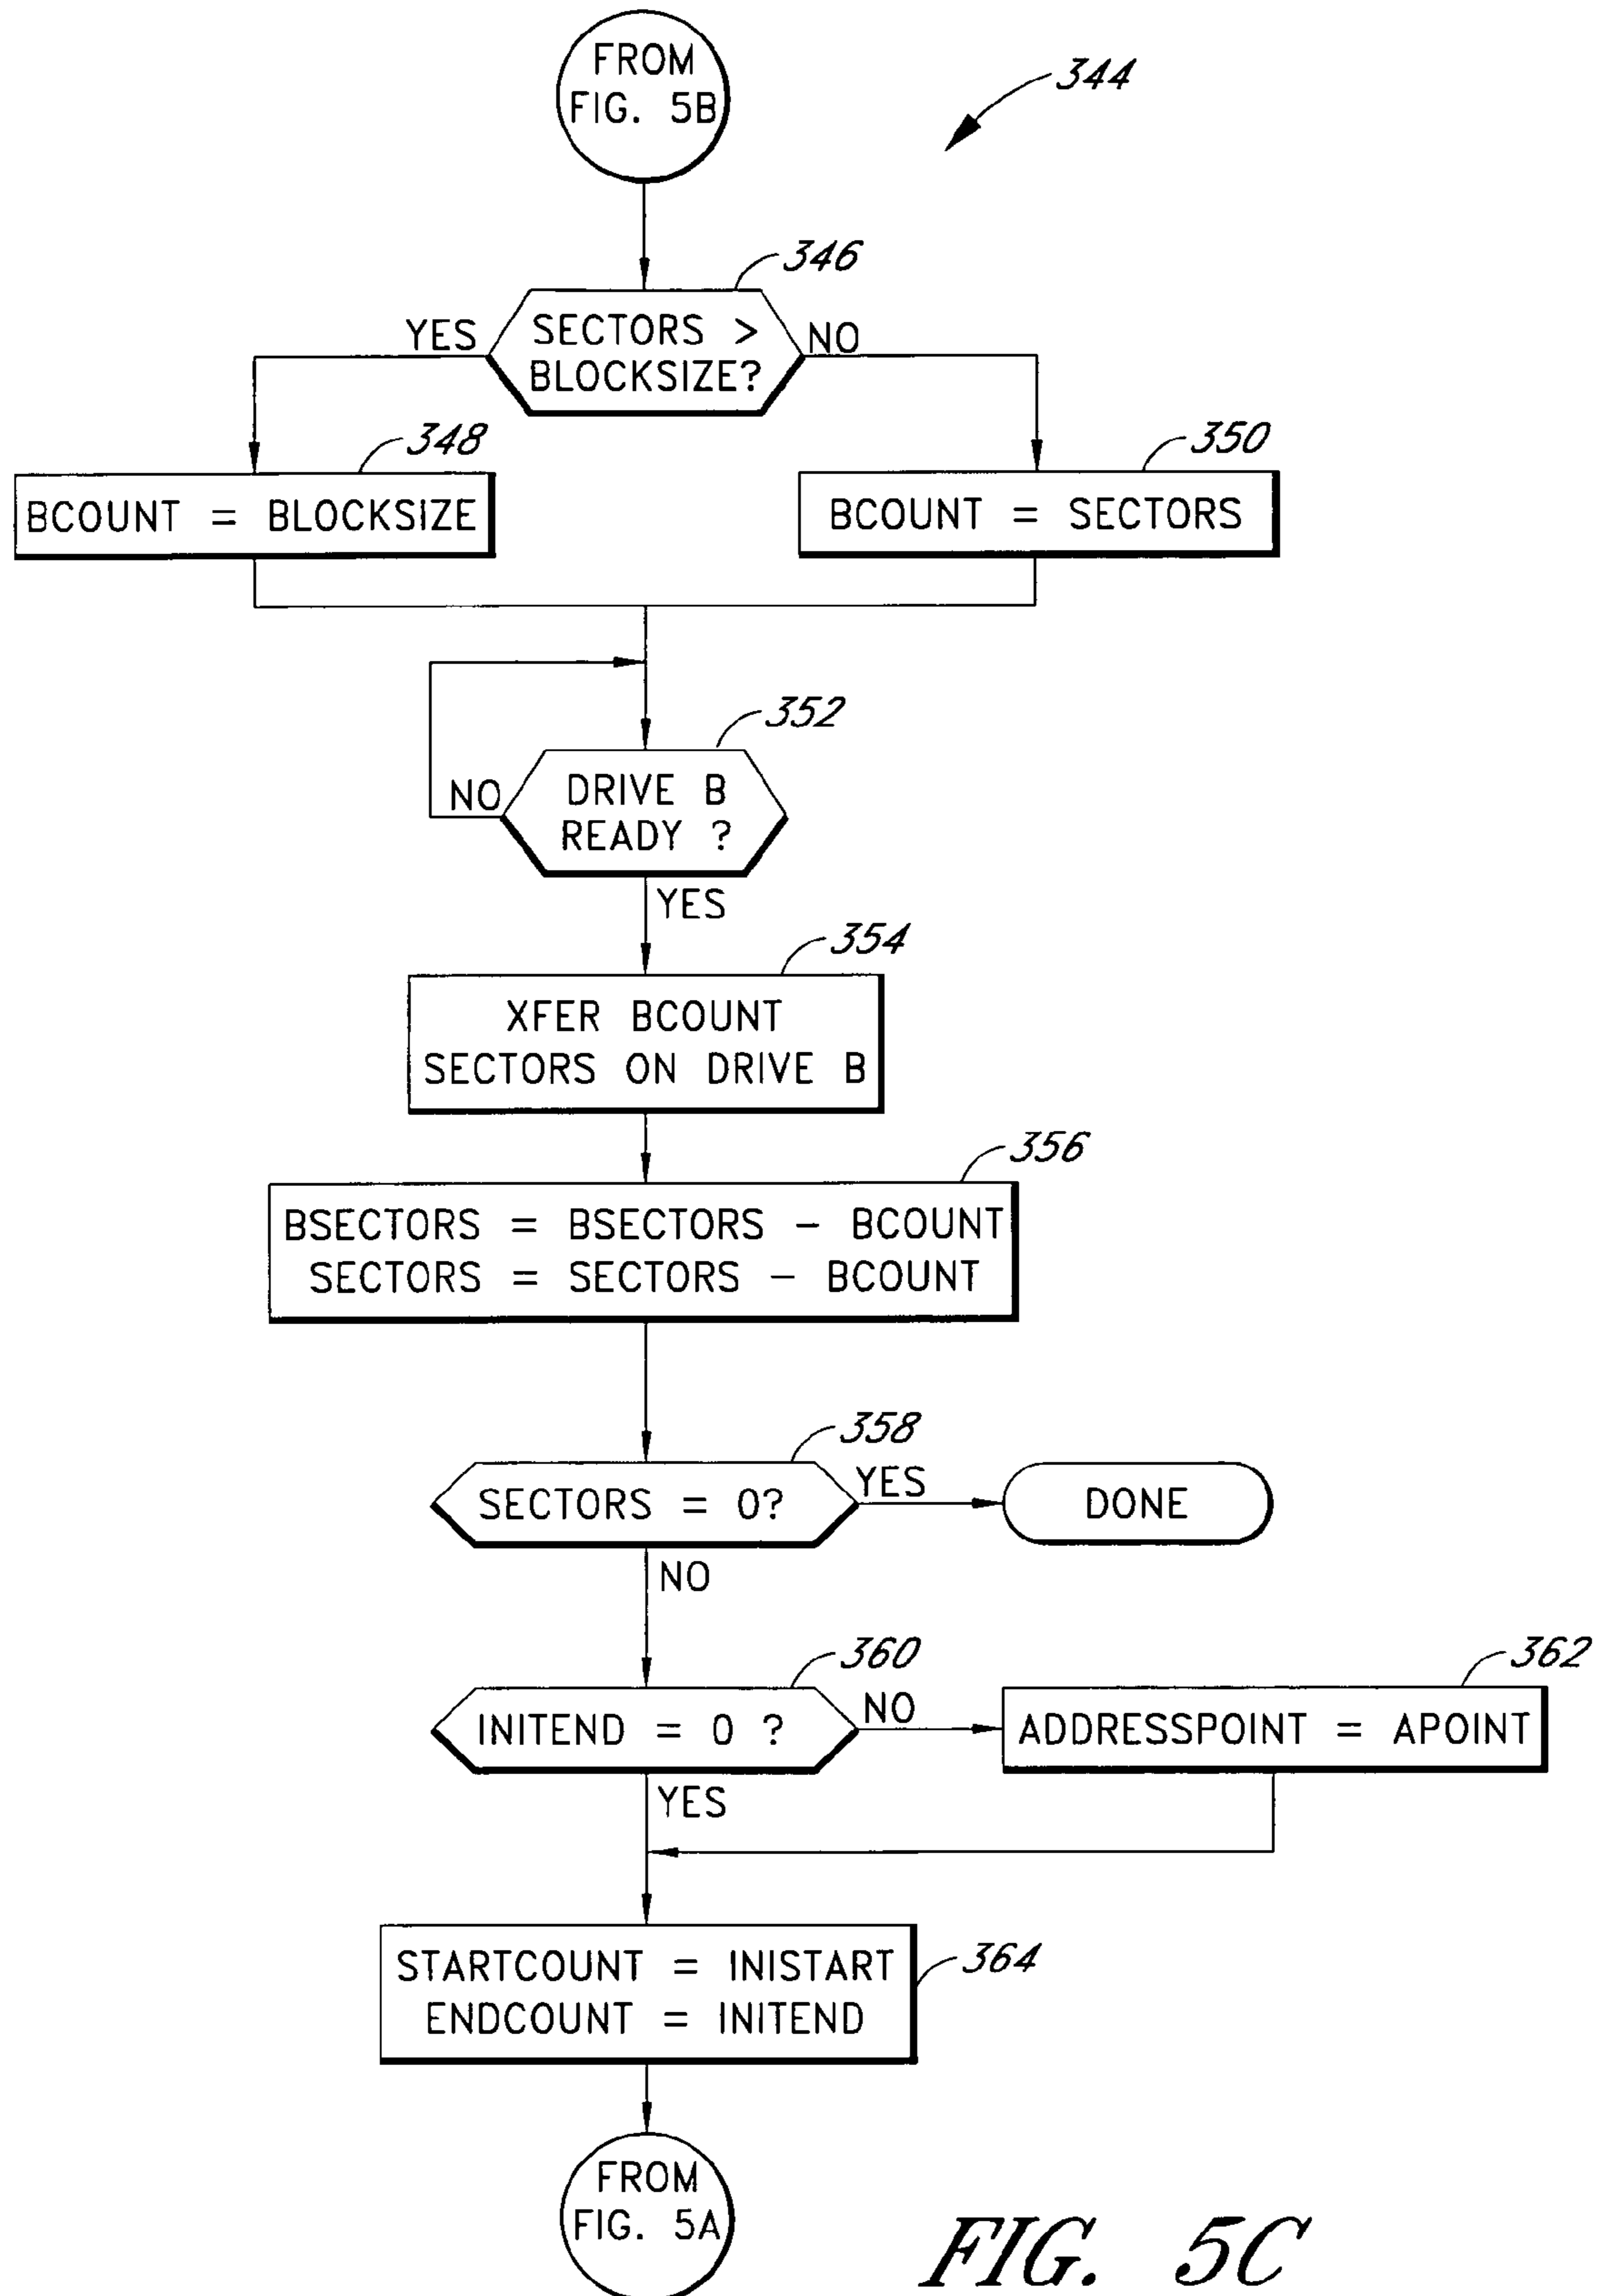 FROM
FIG. 5B
344
346
YES
SECTORS >
BLOCKSIZE?
NO
348
350
BCOUNT = BLOCKSIZE
BCOUNT = SECTORS
352
NO
DRIVE B
READY ?
YES
354
XFER BCOUNT
SECTORS ON DRIVE B
356
BSECTORS = BSECTORS - BCOUNT
SECTORS = SECTORS - BCOUNT
358
SECTORS = 0?
YES
DONE
NO
360
362
INITEND = 0 ?
NO
ADDRESSPOINT = APOINT
YES
STARTCOUNT = INISTART
ENDCOUNT = INITEND
364
FROM
FIG. 5A
FIG. 5C